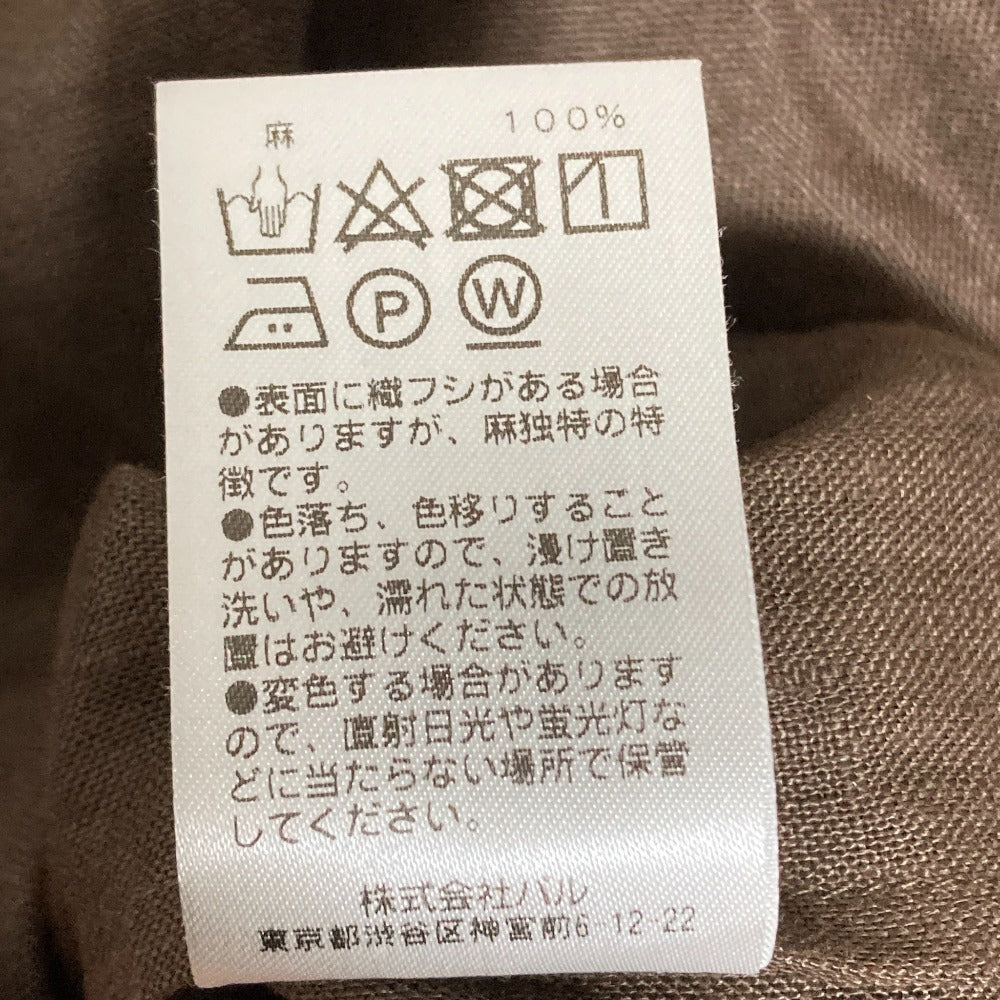 麻 100%
P W
●表面に織フシがある場合
がありますが、麻独特の特
徴です。
●色落ち、色移りすること
がありますので、浸け置き
洗いや、濡れた状態での放
置はお避けください。
●変色する場合があります
ので、直射日光や蛍光灯な
どに当たらない場所で保管
してください。
株式会社パル
東京都渋谷区神宮前6-12-22